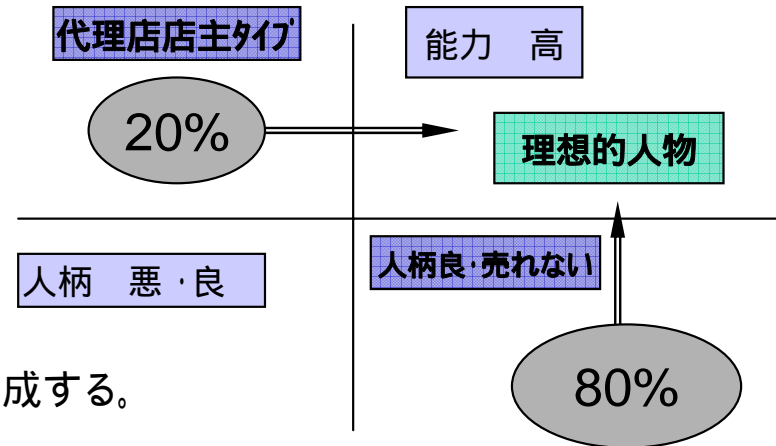 代理店店主ﾀｲﾌﾟ
能力　高
20%
理想的人物
人柄　悪・良
人柄良・売れない
成する。
80%